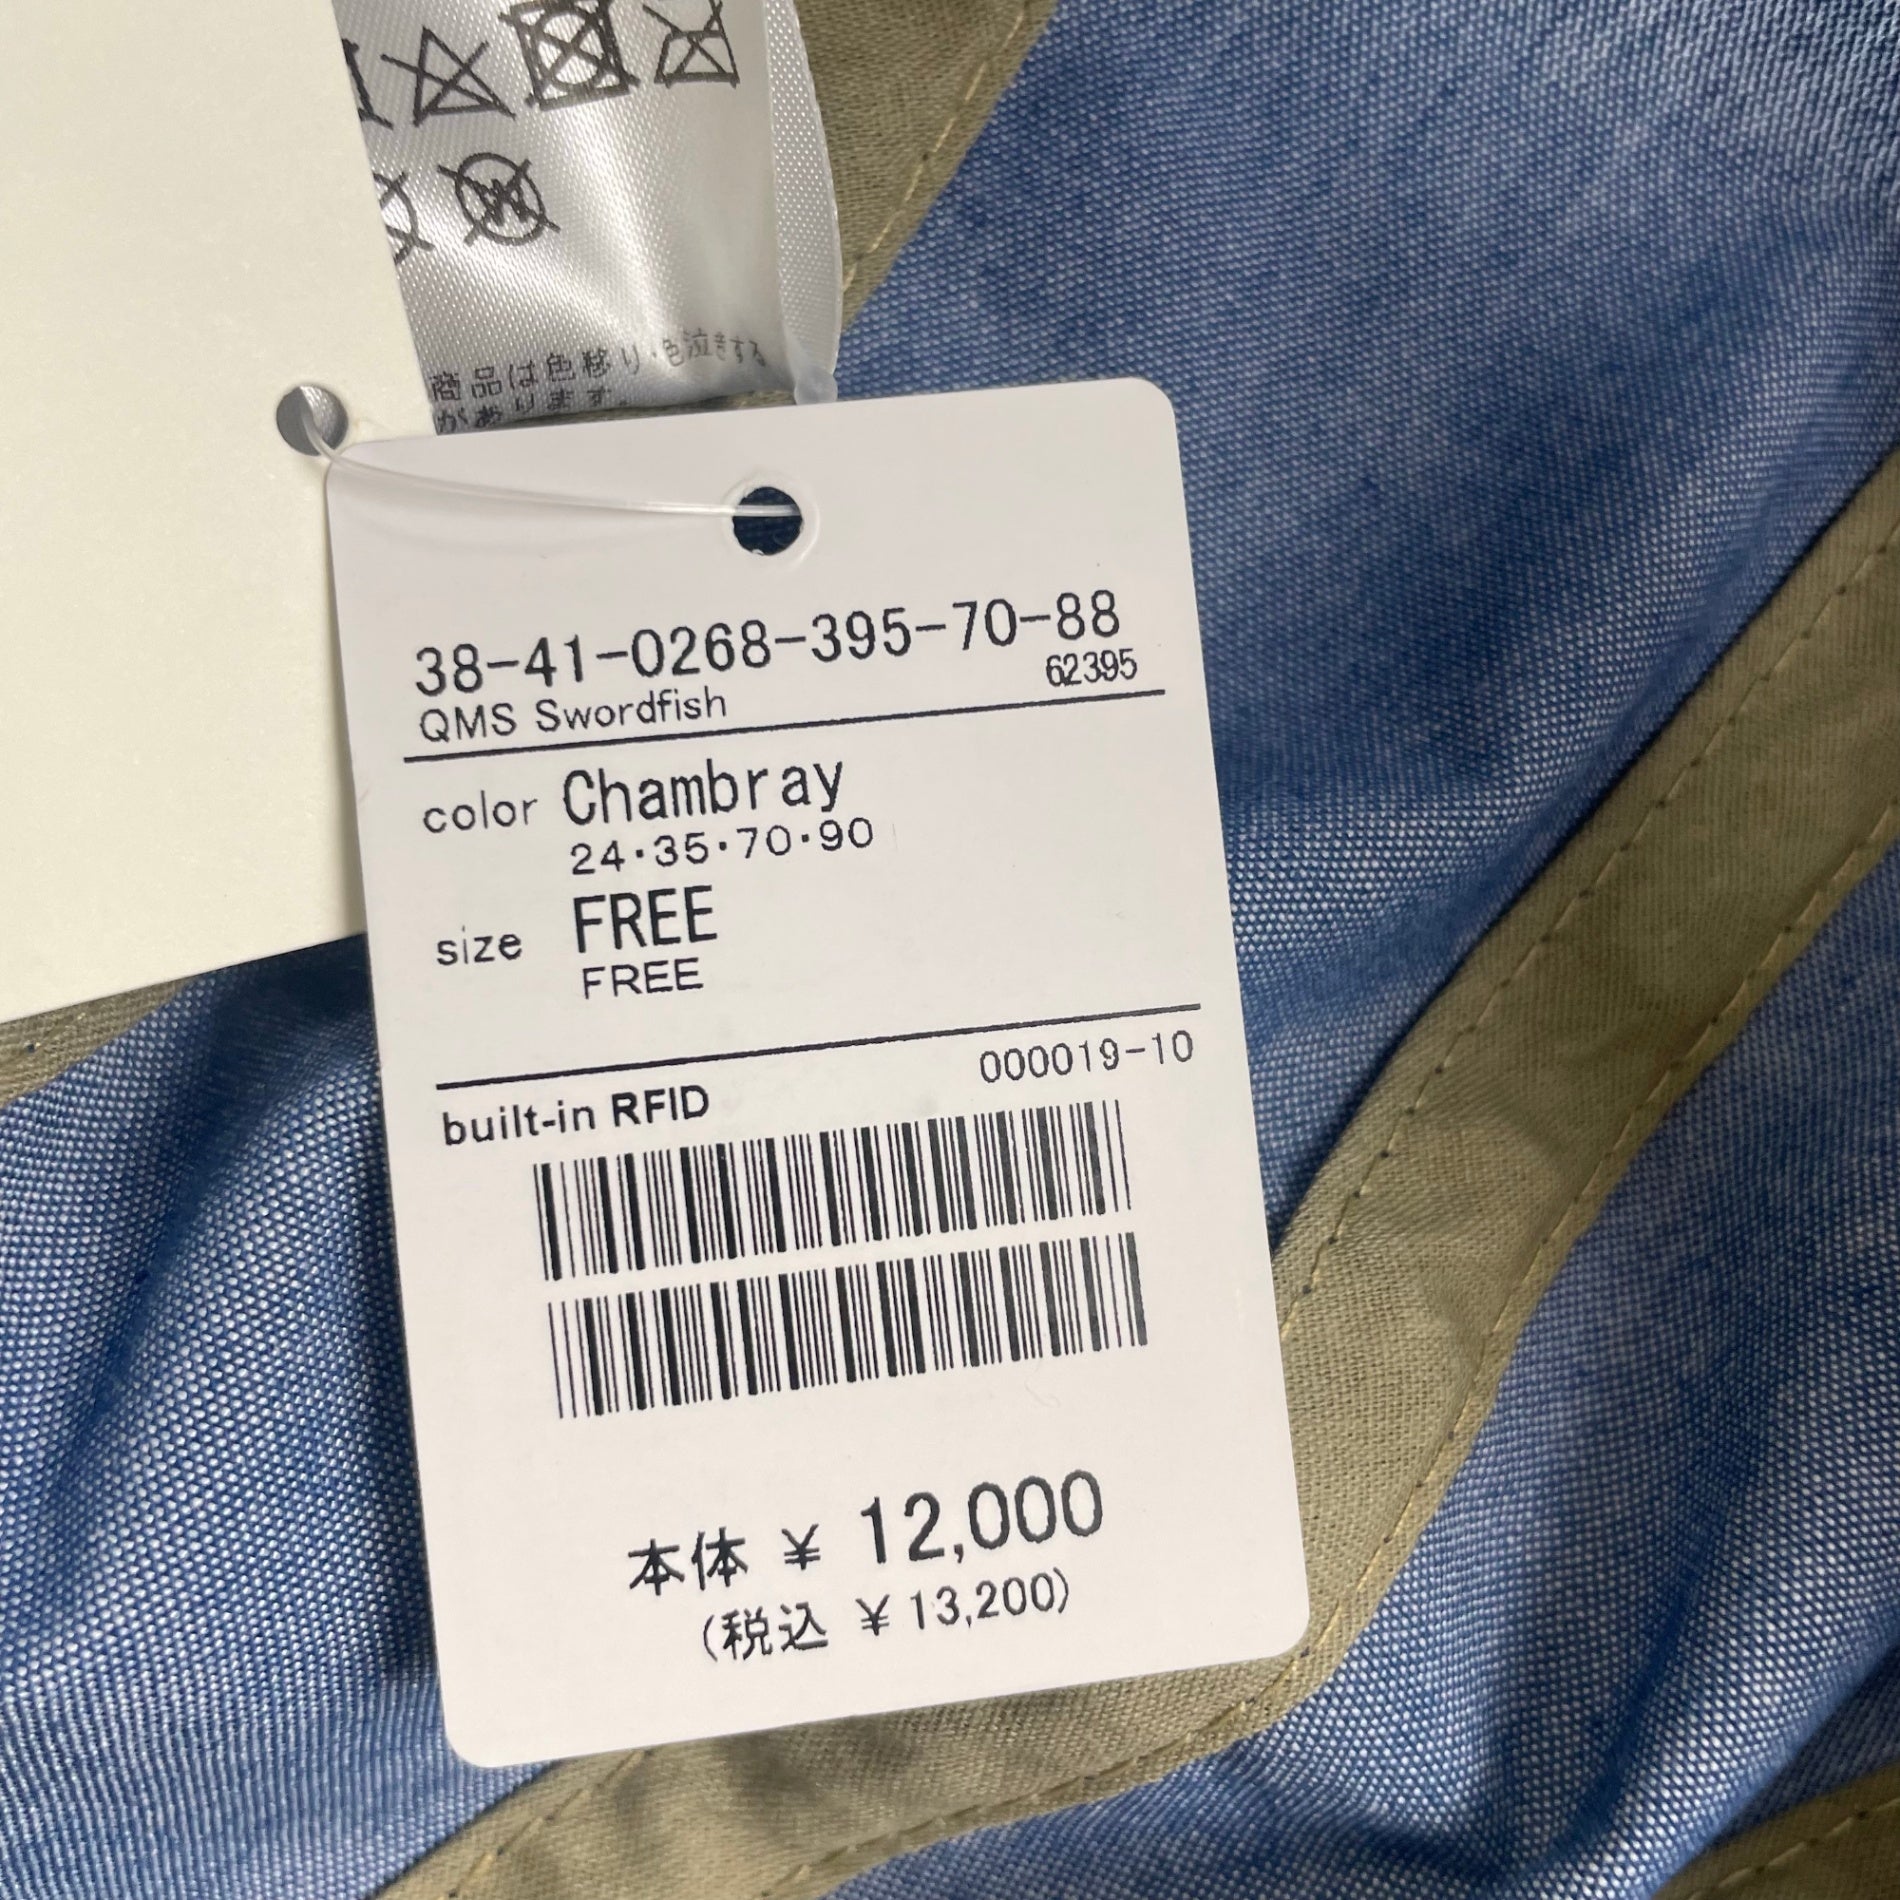 商品は色移り・色泣きする
があります。
38-41-0268-395-70-88
62395
QMS Swordfish
color Chambray
24・35・70・90
size FREE
FREE
000019-10
built-in RFID
本体 ¥ 12,000
(税込 ¥ 13,200)